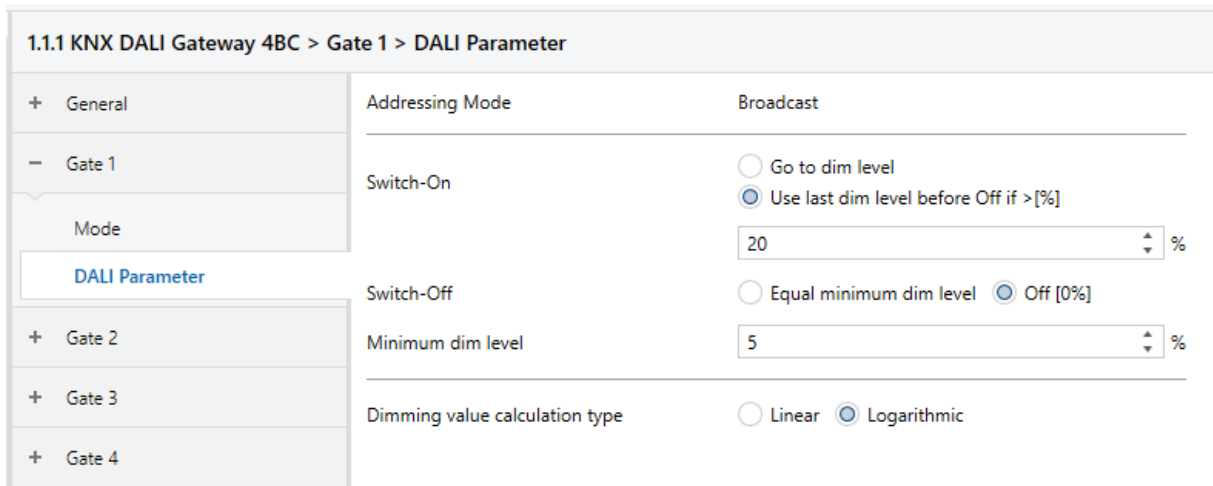 1.1.1 KNX DALI Gateway 4BC > Gate 1 > DALI Parameter
+ General
− Gate 1
Mode
DALI Parameter
+ Gate 2
+ Gate 3
+ Gate 4
Addressing Mode Broadcast
Switch-On Go to dim level
Use last dim level before Off if >[%]
20 %
Switch-Off Equal minimum dim level Off [0%]
Minimum dim level 5 %
Dimming value calculation type Linear Logarithmic